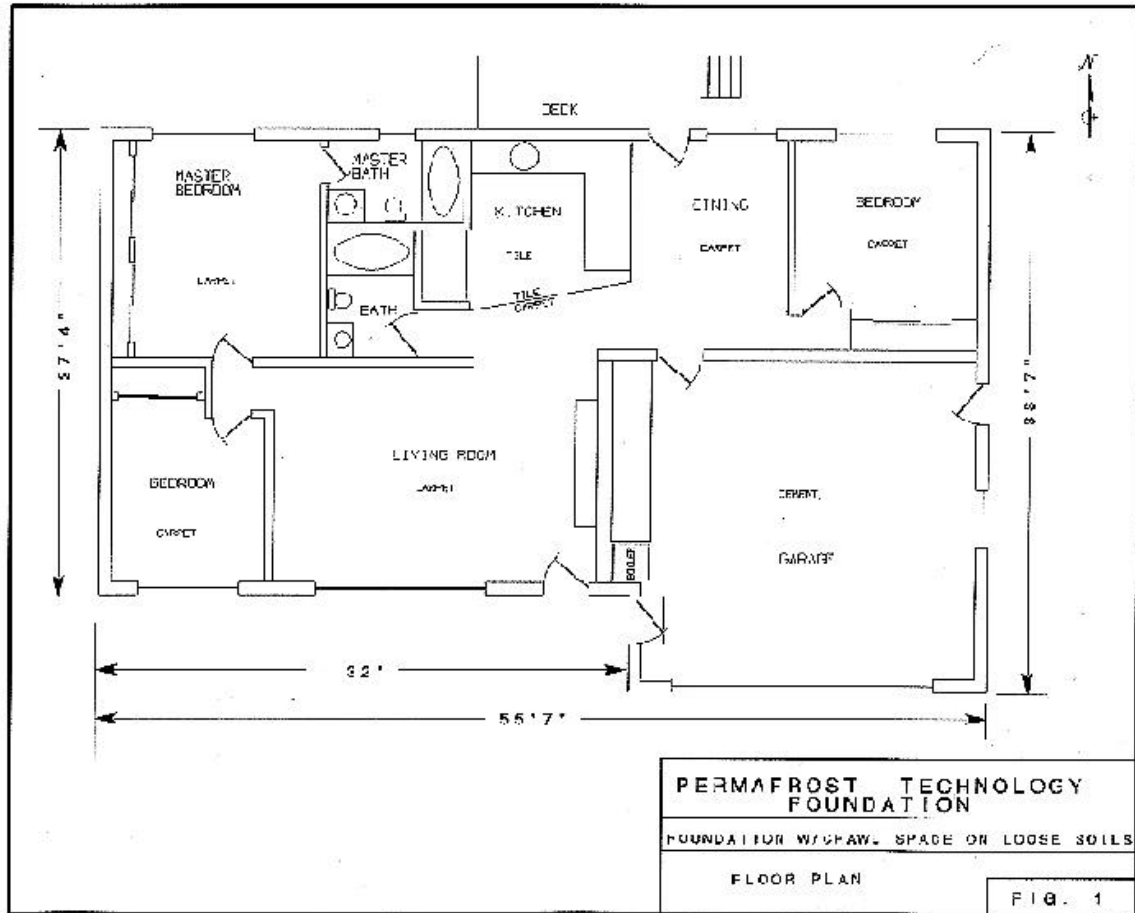 N
DECK
MASTER
BEDROOM
CARPET
MASTER
BATH
KITCHEN
TILE
TILE
CARPET
DINING
CARPET
BEDROOM
CARPET
BATH
BEDROOM
CARPET
LIVING ROOM
CARPET
BOILER
CEMENT
GARAGE
32'
55'7"
PERMAFROST TECHNOLOGY
FOUNDATION
FOUNDATION W/CRAWL SPACE ON LOOSE SOILS
FLOOR PLAN
FIG. 1